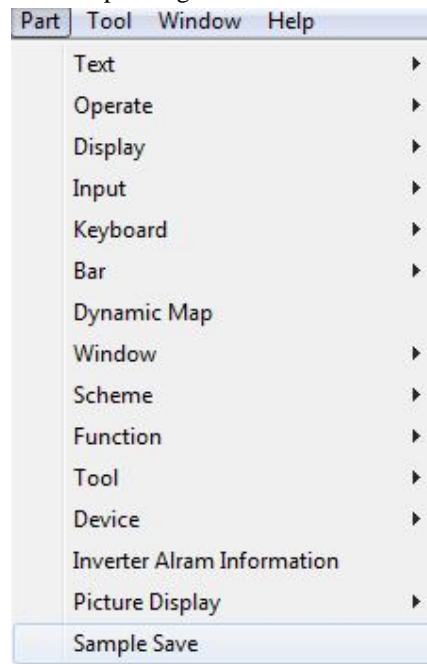 Part Tool Window Help
Text
Operate
Display
Input
Keyboard
Bar
Dynamic Map
Window
Scheme
Function
Tool
Device
Inverter Alram Information
Picture Display
Sample Save